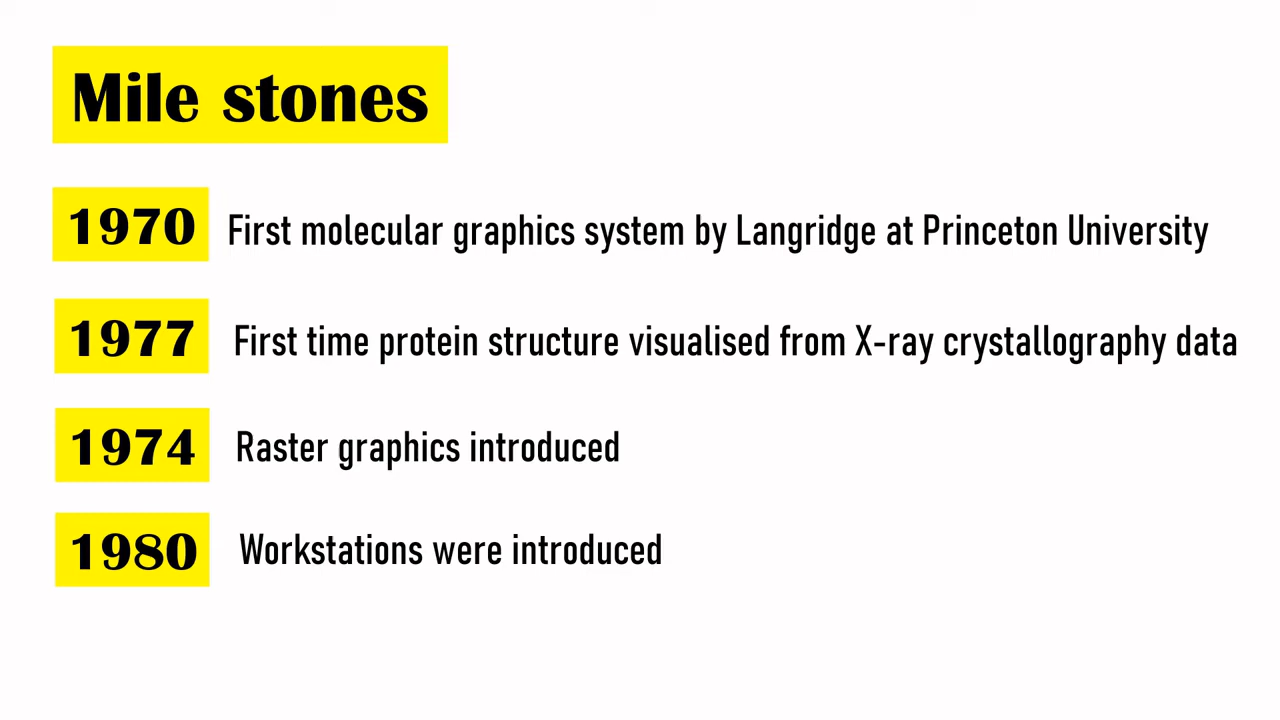 Mile stones
1970 First molecular graphics system by Langridge at Princeton University
1977 First time protein structure visualised from X-ray crystallography data
1974 Raster graphics introduced
1980 Workstations were introduced